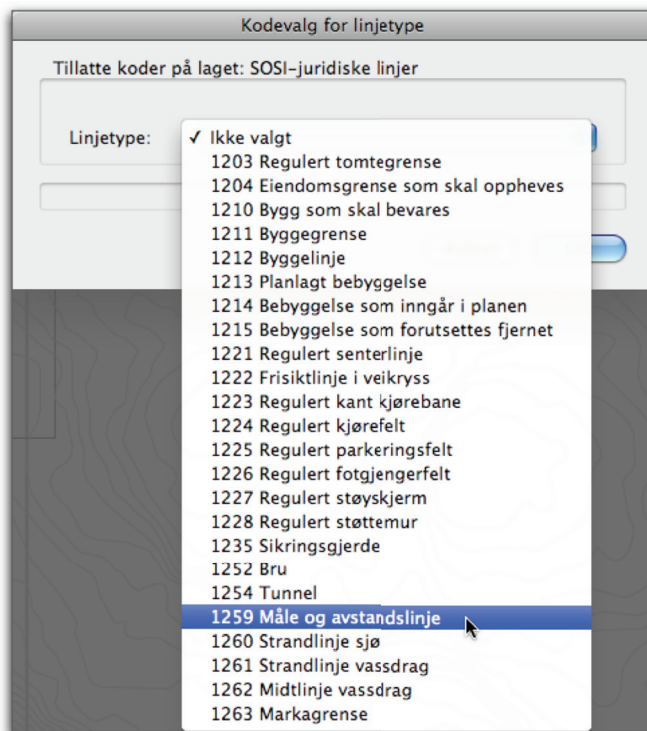 Kodevalg for linjetype
Tillatte koder på laget: SOSI-juridiske linjer
Linjetype:
✓ Ikke valgt
1203 Regulert tomtegrense
1204 Eiendomsgrense som skal oppheves
1210 Bygg som skal bevares
1211 Byggegrense
1212 Byggelinje
1213 Planlagt bebyggelse
1214 Bebyggelse som inngår i planen
1215 Bebyggelse som forutsettes fjernet
1221 Regulert senterlinje
1222 Frisiktlinje i veikryss
1223 Regulert kant kjørebane
1224 Regulert kjørefelt
1225 Regulert parkeringsfelt
1226 Regulert fotgjengerfelt
1227 Regulert støyskjerm
1228 Regulert støttemur
1235 Sikringsgjerde
1252 Bru
1254 Tunnel
1259 Måle og avstandslinje
1260 Strandlinje sjø
1261 Strandlinje vassdrag
1262 Midtlinje vassdrag
1263 Markagrense